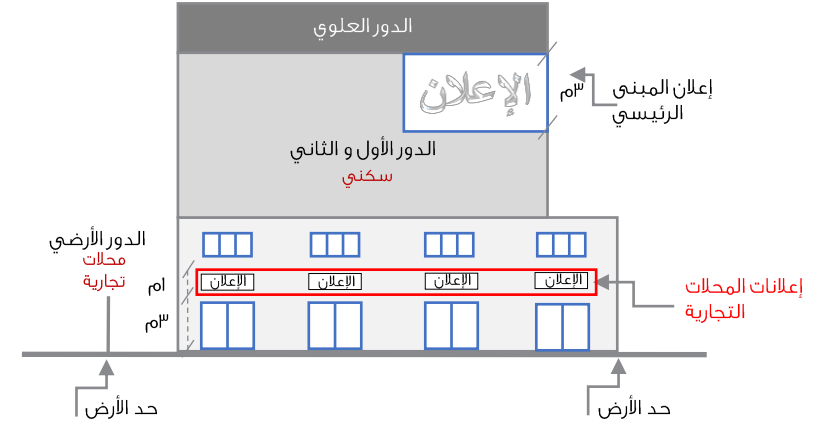 الدور العلوي
الإعلان
٣م
إعلان المبنى
الرئيسي
الدور الأول و الثاني
سكني
الدور الأرضي
محلات
تجارية
١م
الإعلان
الإعلان
الإعلان
الإعلان
إعلانات المحلات
التجارية
٣م
حد الأرض
حد الأرض